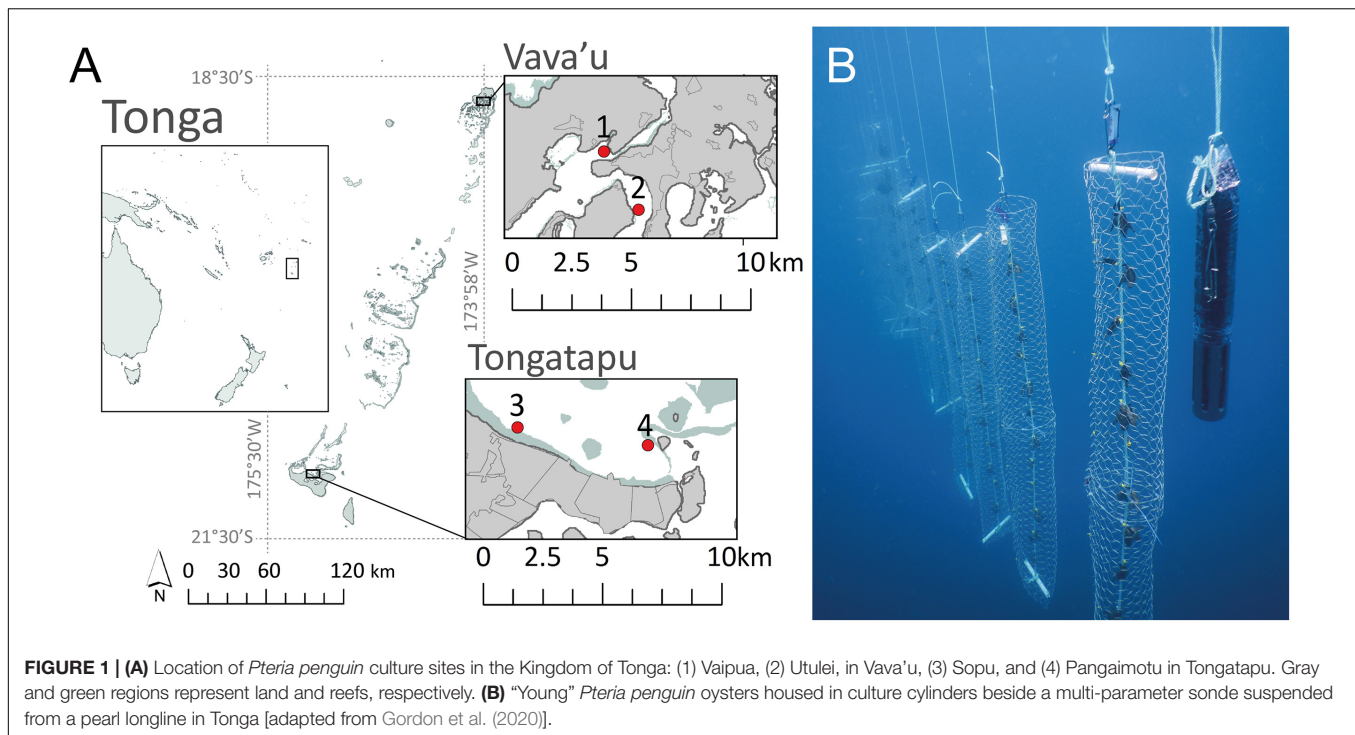 A
Vava’u
18°30’S
Tonga
1
2
0 2.5 5 10 km
173°58’W
Tongatapu
3
4
175°30’W
21°30’S
0 2.5 5 10km
0 30 60 120 km
N
B
FIGURE 1 | (A) Location of Pteria penguin culture sites in the Kingdom of Tonga: (1) Vaipua, (2) Utulei, in Vava’u, (3) Sopu, and (4) Pangaimotu in Tongatapu. Gray
and green regions represent land and reefs, respectively. (B) “Young” Pteria penguin oysters housed in culture cylinders beside a multi-parameter sonde suspended
from a pearl longline in Tonga [adapted from Gordon et al. (2020)].